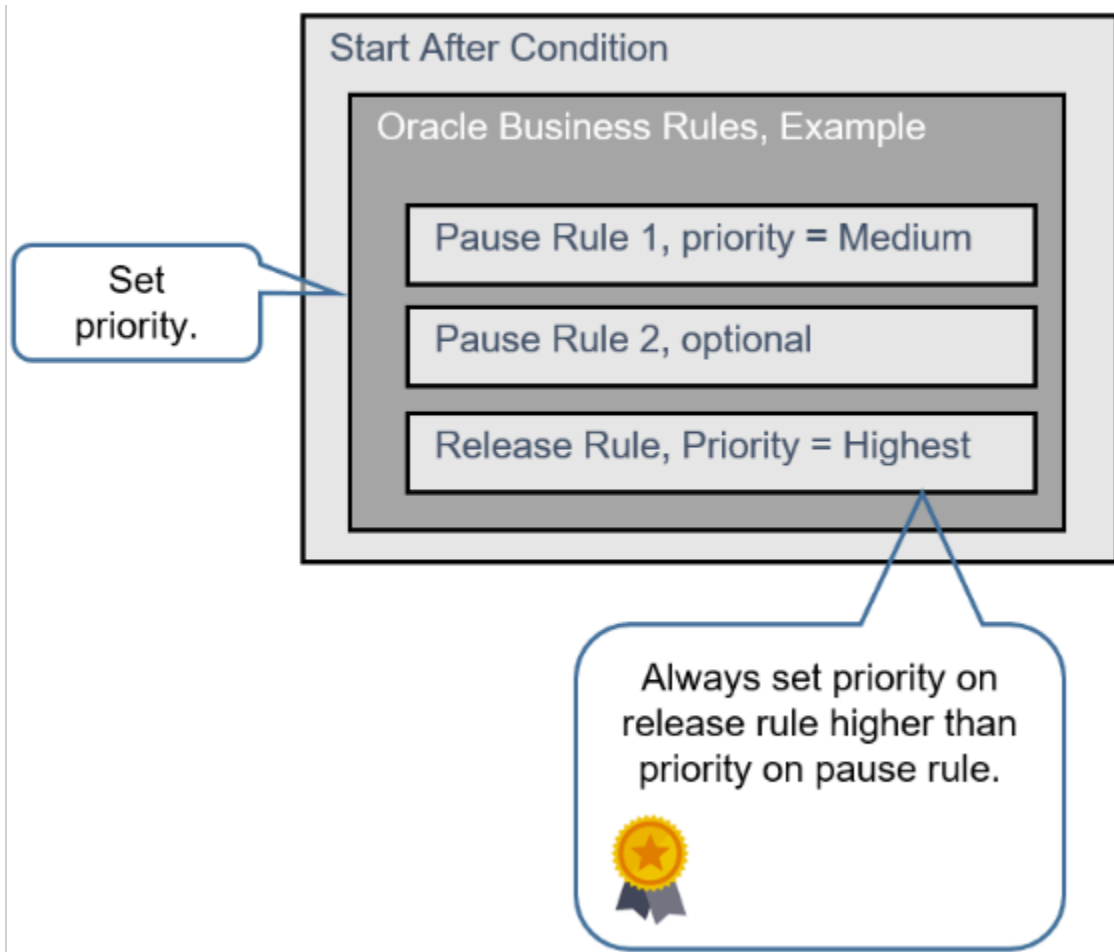 Start After Condition
Oracle Business Rules, Example
Pause Rule 1, priority = Medium
Set
priority.
Pause Rule 2, optional
Release Rule, Priority = Highest
Always set priority on
release rule higher than
priority on pause rule.